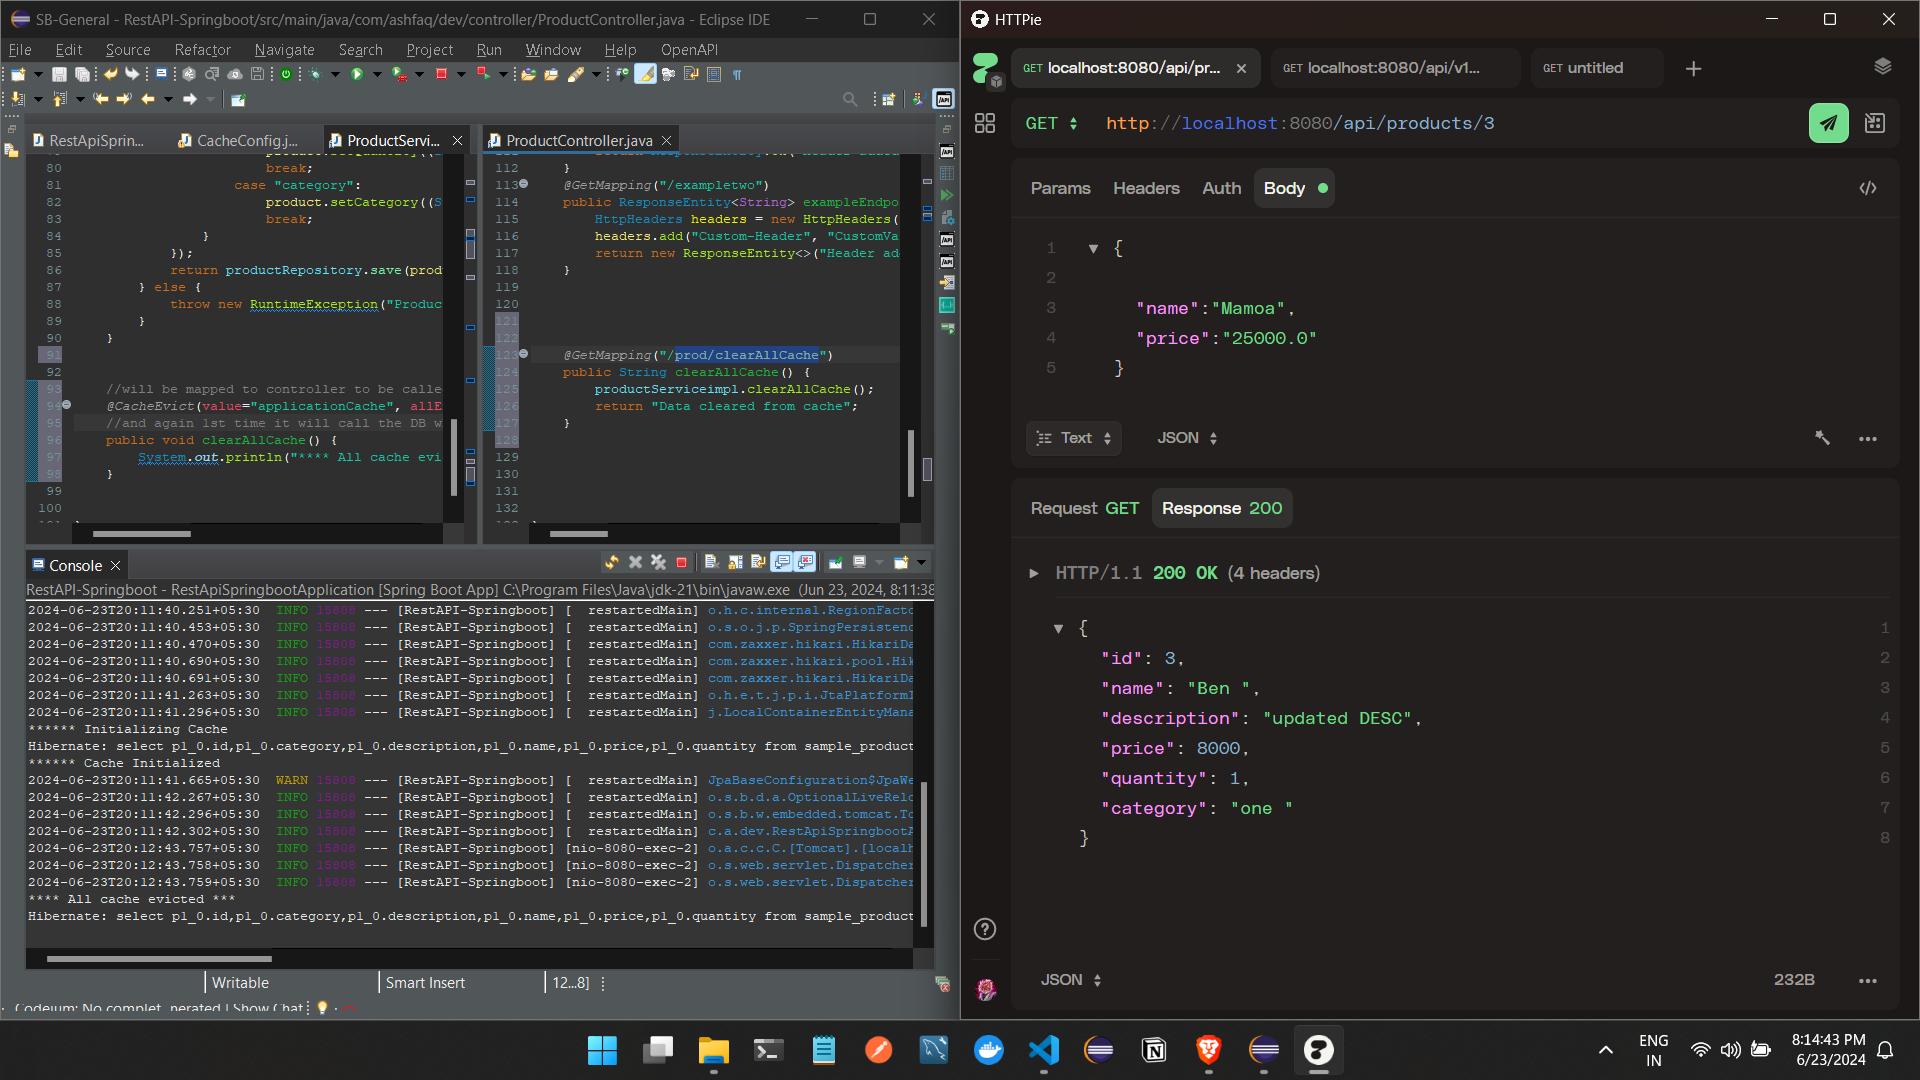 SB-General - RestAPI-Springboot/src/main/java/com/ashfaq/dev/controller/ProductController.java - Eclipse IDE
File Edit Source Refactor Navigate Search Project Run Window Help OpenAPI
RestApiSprin...
CacheConfig.j...
ProductServi...
80 break;
81 case "category":
82 product.setCategory((S
83 break;
84 }
85 });
86 return productRepository.save(prod
87 } else {
88 throw new RuntimeException("Produc
89 }
90 }
91
92
93 //will be mapped to controller to be calle
94 @CacheEvict(value="applicationCache", allE
95 //and again 1st time it will call the DB w
96 public void clearAllCache() {
97 System.out.println("**** All cache evi
98 }
99
100
ProductController.java
112 }
113 @GetMapping("/exampletwo")
114 public ResponseEntity<String> exampleEndpo
115 HttpHeaders headers = new HttpHeaders(
116 headers.add("Custom-Header", "CustomVa
117 return new ResponseEntity<>("Header ad
118 }
119
120
121
122
123 @GetMapping("/prod/clearAllCache")
124 public String clearAllCache() {
125 productServiceimpl.clearAllCache();
126 return "Data cleared from cache";
127 }
128
129
130
131
132
Console
RestAPI-Springboot - RestApiSpringbootApplication [Spring Boot App] C:\Program Files\Java\jdk-21\bin\javaw.exe (Jun 23, 2024, 8:11:38
2024-06-23T20:11:40.251+05:30 INFO 15808 --- [RestAPI-Springboot] [ restartedMain] o.h.c.internal.RegionFacto
2024-06-23T20:11:40.453+05:30 INFO 15808 --- [RestAPI-Springboot] [ restartedMain] o.s.o.j.p.SpringPersistenc
2024-06-23T20:11:40.470+05:30 INFO 15808 --- [RestAPI-Springboot] [ restartedMain] com.zaxxer.hikari.HikariDa
2024-06-23T20:11:40.690+05:30 INFO 15808 --- [RestAPI-Springboot] [ restartedMain] com.zaxxer.hikari.pool.Hik
2024-06-23T20:11:40.691+05:30 INFO 15808 --- [RestAPI-Springboot] [ restartedMain] com.zaxxer.hikari.HikariDa
2024-06-23T20:11:41.263+05:30 INFO 15808 --- [RestAPI-Springboot] [ restartedMain] o.h.e.t.j.p.i.JtaPlatformI
2024-06-23T20:11:41.296+05:30 INFO 15808 --- [RestAPI-Springboot] [ restartedMain] j.LocalContainerEntityMana
****** Initializing Cache
Hibernate: select p1_0.id,p1_0.category,p1_0.description,p1_0.name,p1_0.price,p1_0.quantity from sample_product
****** Cache Initialized
2024-06-23T20:11:41.665+05:30 WARN 15808 --- [RestAPI-Springboot] [ restartedMain] JpaBaseConfiguration$JpaWe
2024-06-23T20:11:42.267+05:30 INFO 15808 --- [RestAPI-Springboot] [ restartedMain] o.s.b.d.a.OptionalLiveRelo
2024-06-23T20:11:42.296+05:30 INFO 15808 --- [RestAPI-Springboot] [ restartedMain] o.s.b.w.embedded.tomcat.To
2024-06-23T20:11:42.302+05:30 INFO 15808 --- [RestAPI-Springboot] [ restartedMain] c.a.dev.RestApiSpringbootA
2024-06-23T20:12:43.757+05:30 INFO 15808 --- [RestAPI-Springboot] [nio-8080-exec-2] o.a.c.c.C.[Tomcat].[localh
2024-06-23T20:12:43.758+05:30 INFO 15808 --- [RestAPI-Springboot] [nio-8080-exec-2] o.s.web.servlet.Dispatcher
2024-06-23T20:12:43.759+05:30 INFO 15808 --- [RestAPI-Springboot] [nio-8080-exec-2] o.s.web.servlet.Dispatcher
**** All cache evicted ***
Hibernate: select p1_0.id,p1_0.category,p1_0.description,p1_0.name,p1_0.price,p1_0.quantity from sample_product
Writable Smart Insert 12...8]
Codeium: No complet nerated | Show Chat
HTTPie
GET localhost:8080/api/pr...
GET localhost:8080/api/v1...
GET untitled
GET http://localhost:8080/api/products/3
Params Headers Auth Body
1 {
2
3 "name":"Mamoa",
4 "price":"25000.0"
5 }
Text JSON
Request GET Response 200
HTTP/1.1 200 OK (4 headers)
{ 1
"id": 3, 2
"name": "Ben ", 3
"description": "updated DESC", 4
"price": 8000, 5
"quantity": 1, 6
"category": "one " 7
} 8
JSON 232B
ENG
IN
8:14:43 PM
6/23/2024